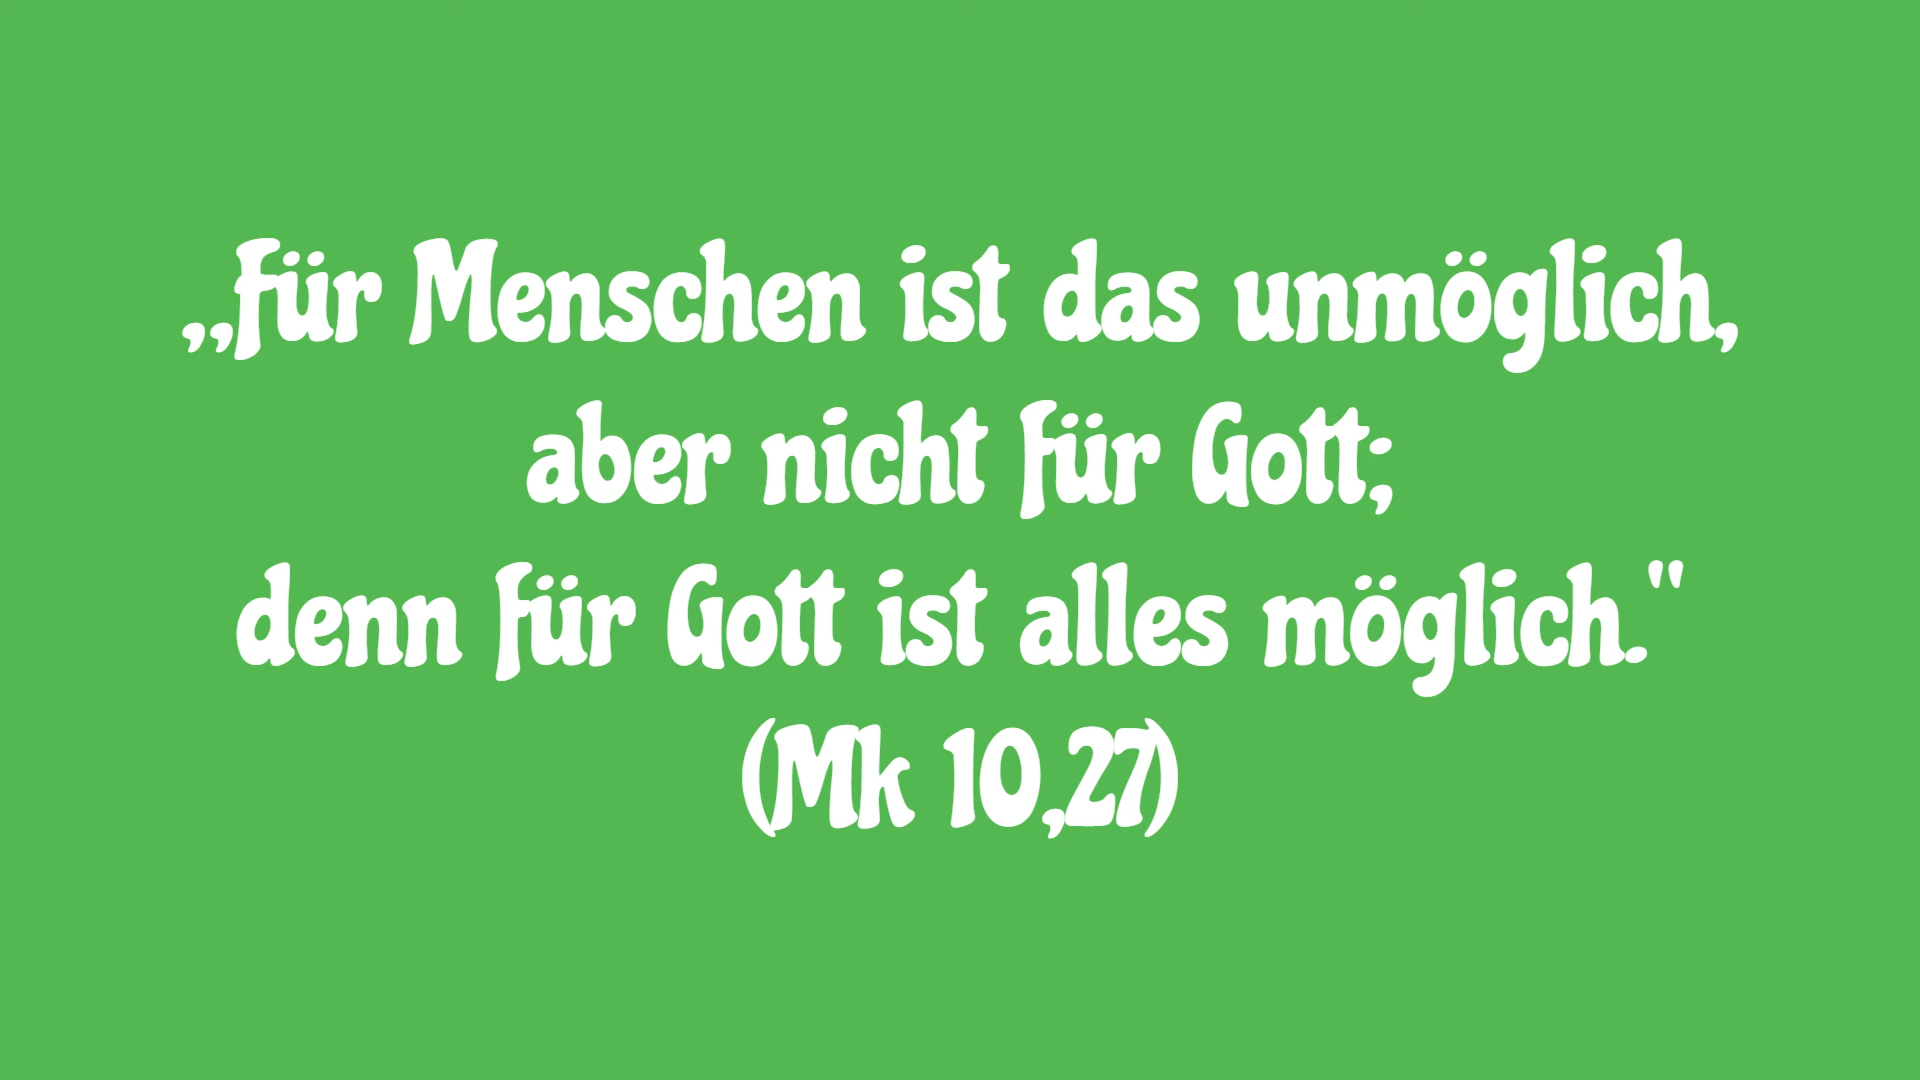 „Für Menschen ist das unmöglich,
aber nicht für Gott;
denn für Gott ist alles möglich."
(Mk 10,27)